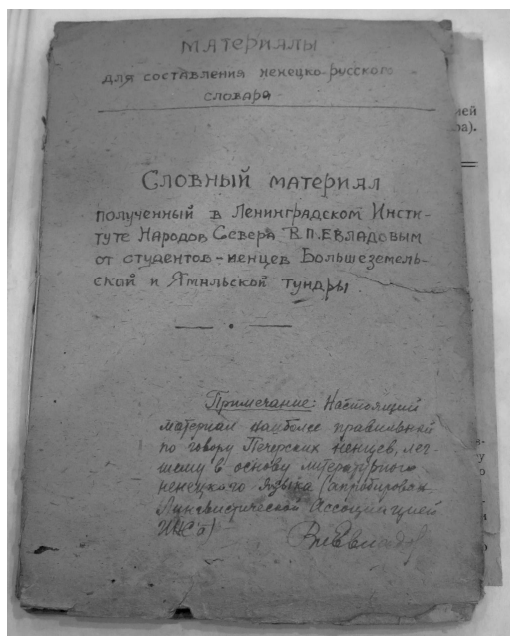 МАТЕРИАЛЫ
для составления ненецко-русского
словаря
Словный материал
полученный в Ленинградском Инсти-
туте Народов Севера В.П.ЕВЛАДОВЫМ
от студентов-ненцев Большеземель-
ской и Ямальской тундры.
Примечание: Настоящий
материал наиболее правильный
по говору Печорских ненцев, лег-
шему в основу литературного
ненецкого языка (апробирован
Лингвистической Ассоциацией
ией
ра).